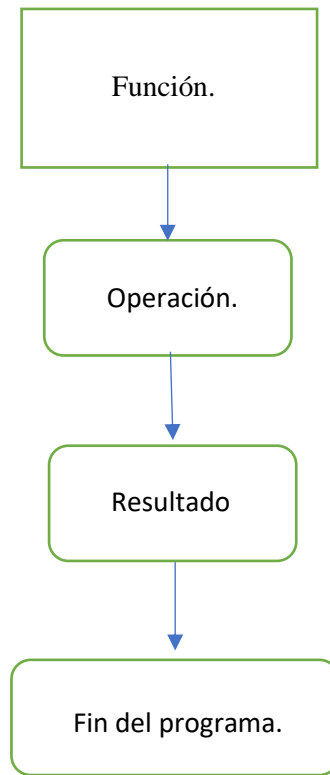 Función.
Operación.
Resultado
Fin del programa.